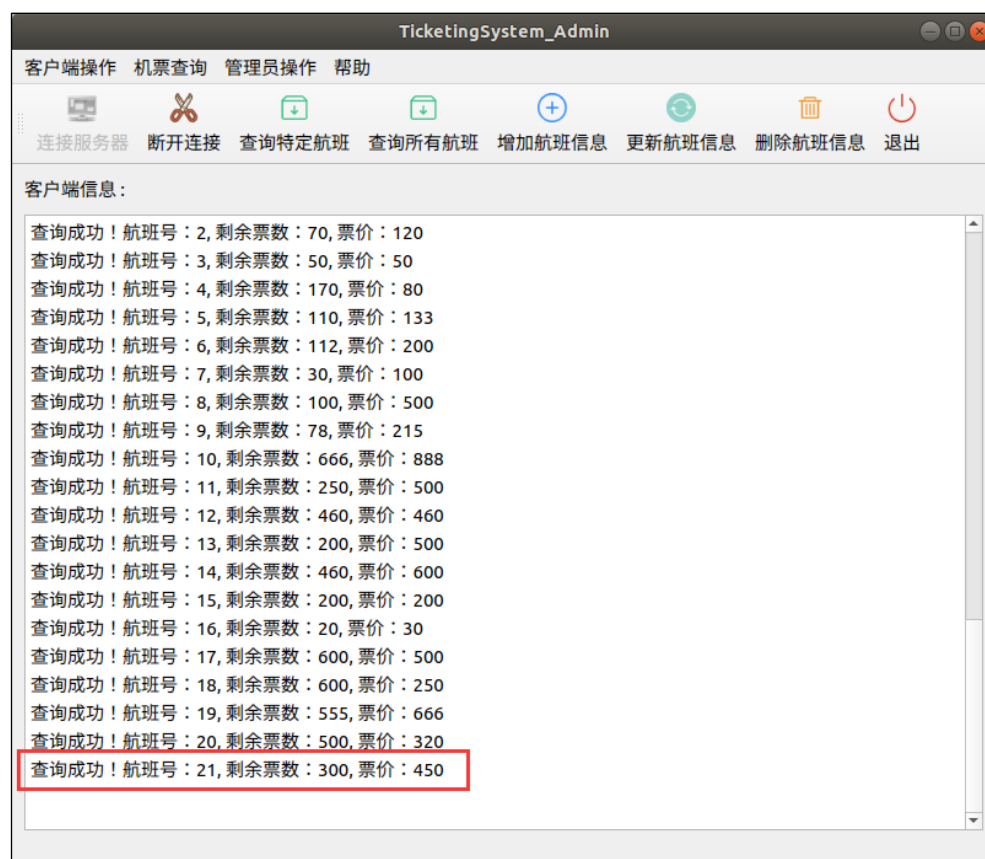 TicketingSystem_Admin
客户端操作 机票查询 管理员操作 帮助
连接服务器 断开连接 查询特定航班 查询所有航班 增加航班信息 更新航班信息 删除航班信息 退出
客户端信息:
查询成功！航班号：2, 剩余票数：70, 票价：120
查询成功！航班号：3, 剩余票数：50, 票价：50
查询成功！航班号：4, 剩余票数：170, 票价：80
查询成功！航班号：5, 剩余票数：110, 票价：133
查询成功！航班号：6, 剩余票数：112, 票价：200
查询成功！航班号：7, 剩余票数：30, 票价：100
查询成功！航班号：8, 剩余票数：100, 票价：500
查询成功！航班号：9, 剩余票数：78, 票价：215
查询成功！航班号：10, 剩余票数：666, 票价：888
查询成功！航班号：11, 剩余票数：250, 票价：500
查询成功！航班号：12, 剩余票数：460, 票价：460
查询成功！航班号：13, 剩余票数：200, 票价：500
查询成功！航班号：14, 剩余票数：460, 票价：600
查询成功！航班号：15, 剩余票数：200, 票价：200
查询成功！航班号：16, 剩余票数：20, 票价：30
查询成功！航班号：17, 剩余票数：600, 票价：500
查询成功！航班号：18, 剩余票数：600, 票价：250
查询成功！航班号：19, 剩余票数：555, 票价：666
查询成功！航班号：20, 剩余票数：500, 票价：320
查询成功！航班号：21, 剩余票数：300, 票价：450